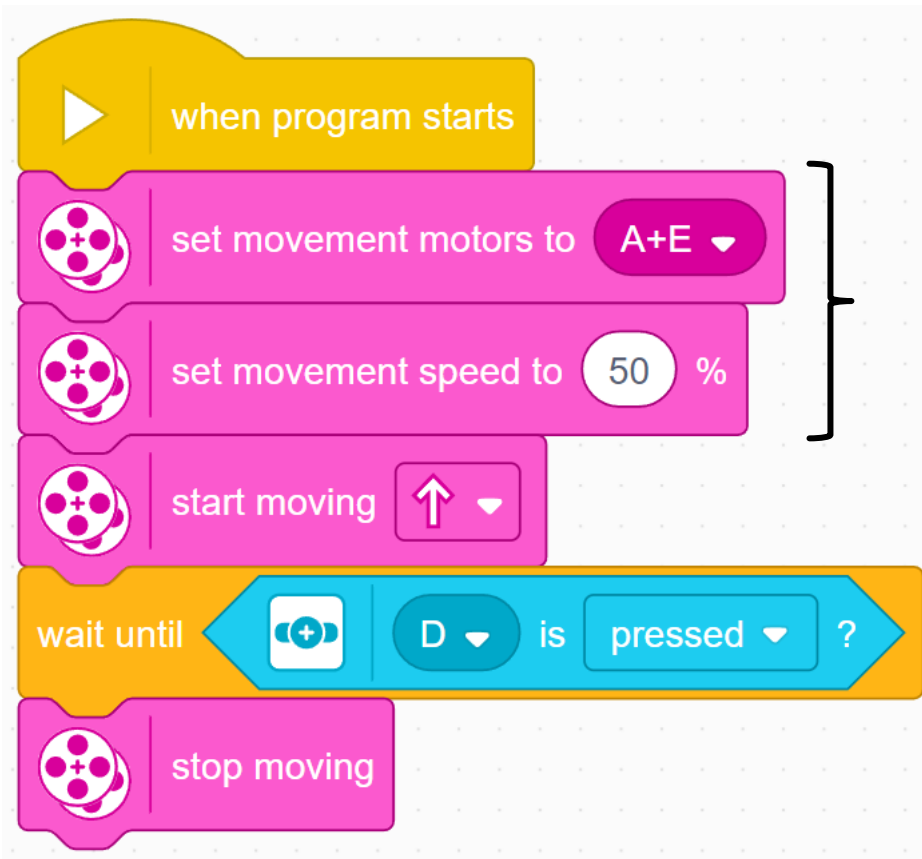 when program starts
set movement motors to A+E
set movement speed to 50 %
start moving
wait until D is pressed ?
stop moving